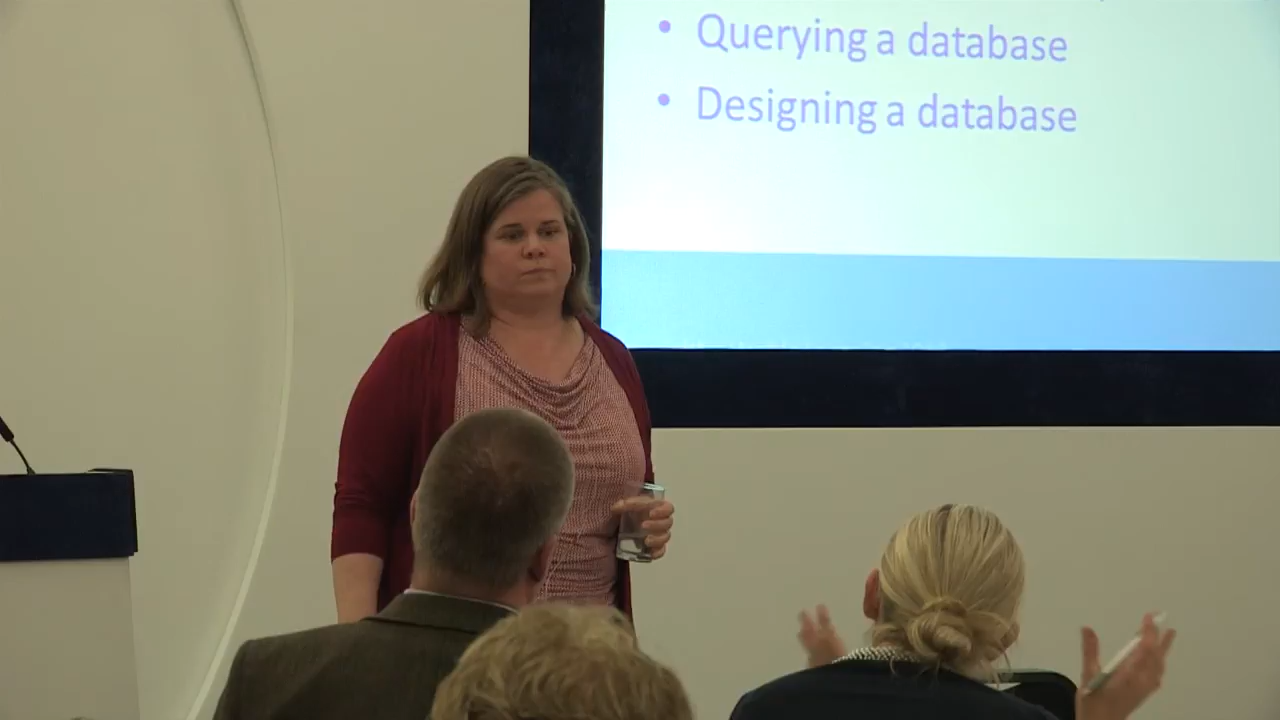 • Querying a database
• Designing a database